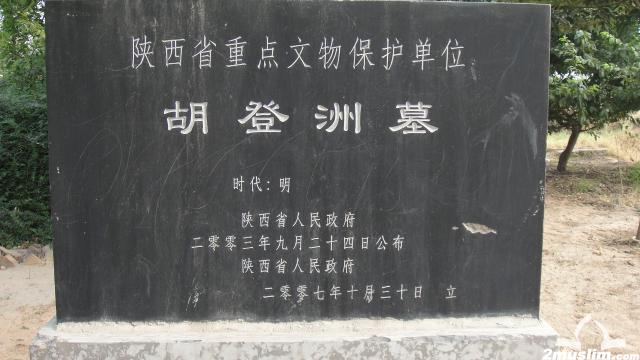 陕西省重点文物保护单位
胡登洲墓
时代:明
陕西省人民政府
二零零三年九月二十四日公布
陕西省人民政府
二零零七年十月三十日 立
2muslim.com